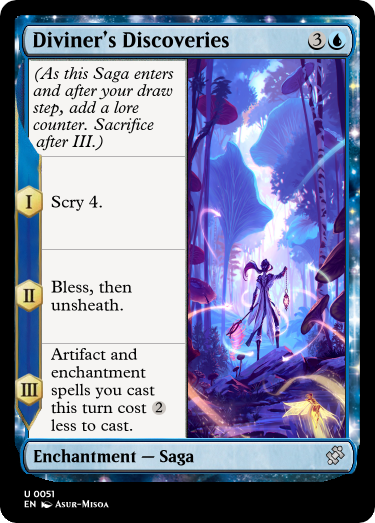 Diviner's Discoveries 3
(As this Saga enters
and after your draw
step, add a lore
counter. Sacrifice
after III.)
I Scry 4.
II Bless, then
unsheath.
III Artifact and
enchantment
spells you cast
this turn cost 2
less to cast.
Enchantment — Saga
U 0051
EN Asur-Misoa